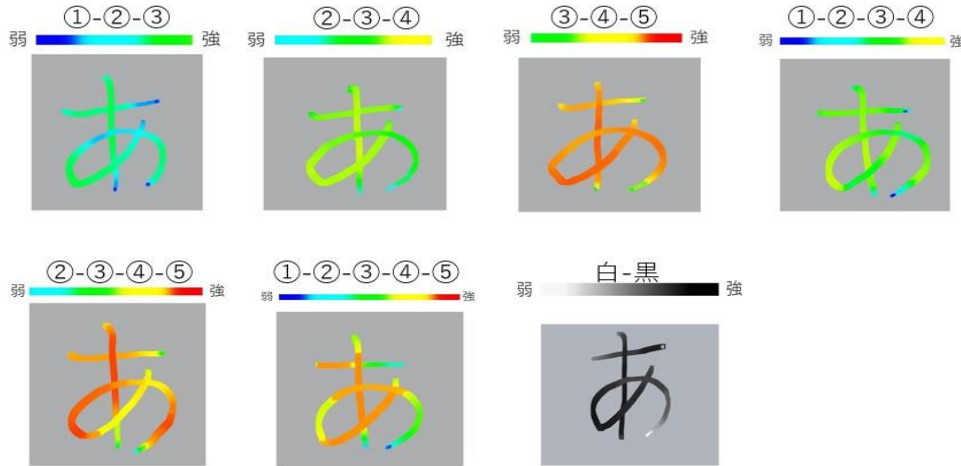 ①-②-③
弱 強
あ
②-③-④
弱 強
あ
③-④-⑤
弱 強
あ
①-②-③-④
弱 強
あ
②-③-④-⑤
弱 強
あ
①-②-③-④-⑤
弱 強
あ
白-黒
弱 強
あ